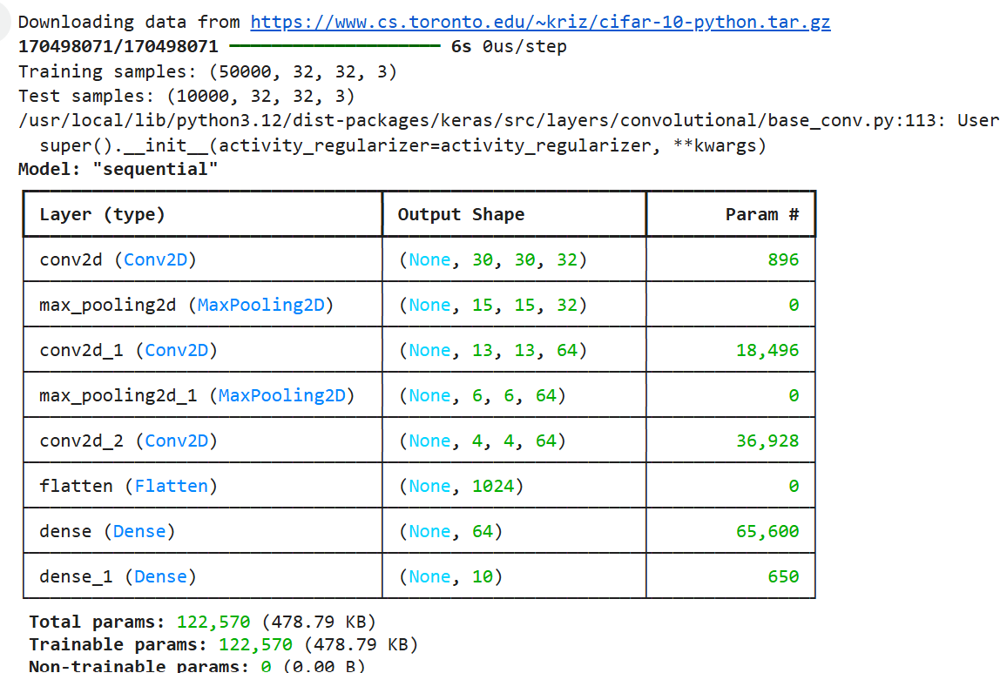 Downloading data from https://www.cs.toronto.edu/~kriz/cifar-10-python.tar.gz
170498071/170498071 ━━━━━━━━━━━━━━━━━━━━ 6s 0us/step
Training samples: (50000, 32, 32, 3)
Test samples: (10000, 32, 32, 3)
/usr/local/lib/python3.12/dist-packages/keras/src/layers/convolutional/base_conv.py:113: User
super().__init__(activity_regularizer=activity_regularizer, **kwargs)
Model: "sequential"
Layer (type) Output Shape Param #
conv2d (Conv2D) (None, 30, 30, 32) 896
max_pooling2d (MaxPooling2D) (None, 15, 15, 32) 0
conv2d_1 (Conv2D) (None, 13, 13, 64) 18,496
max_pooling2d_1 (MaxPooling2D) (None, 6, 6, 64) 0
conv2d_2 (Conv2D) (None, 4, 4, 64) 36,928
flatten (Flatten) (None, 1024) 0
dense (Dense) (None, 64) 65,600
dense_1 (Dense) (None, 10) 650
Total params: 122,570 (478.79 KB)
Trainable params: 122,570 (478.79 KB)
Non-trainable params: 0 (0.00 B)